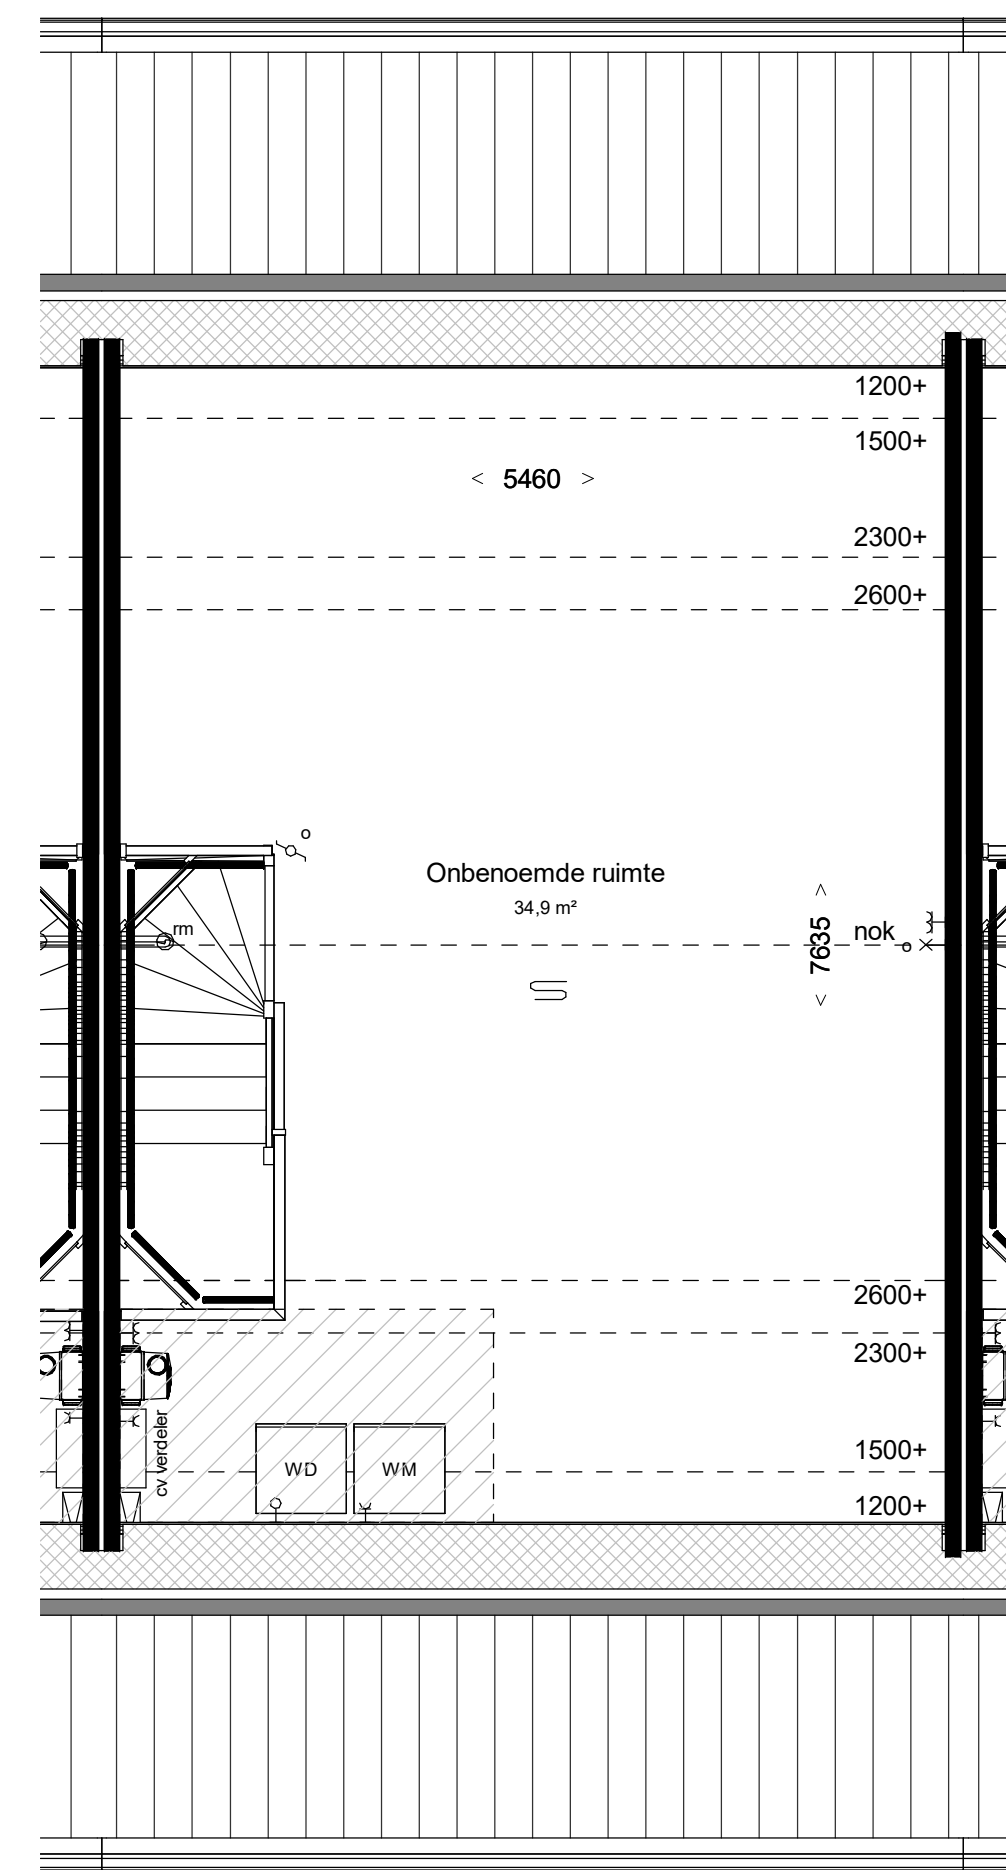 1200+
1500+
< 5460 >
2300+
2600+
o
Onbenoemde ruimte
34,9 m²
rm
< 7635 >
nok
o
2600+
2300+
cv verdeler
WD
WM
1500+
1200+